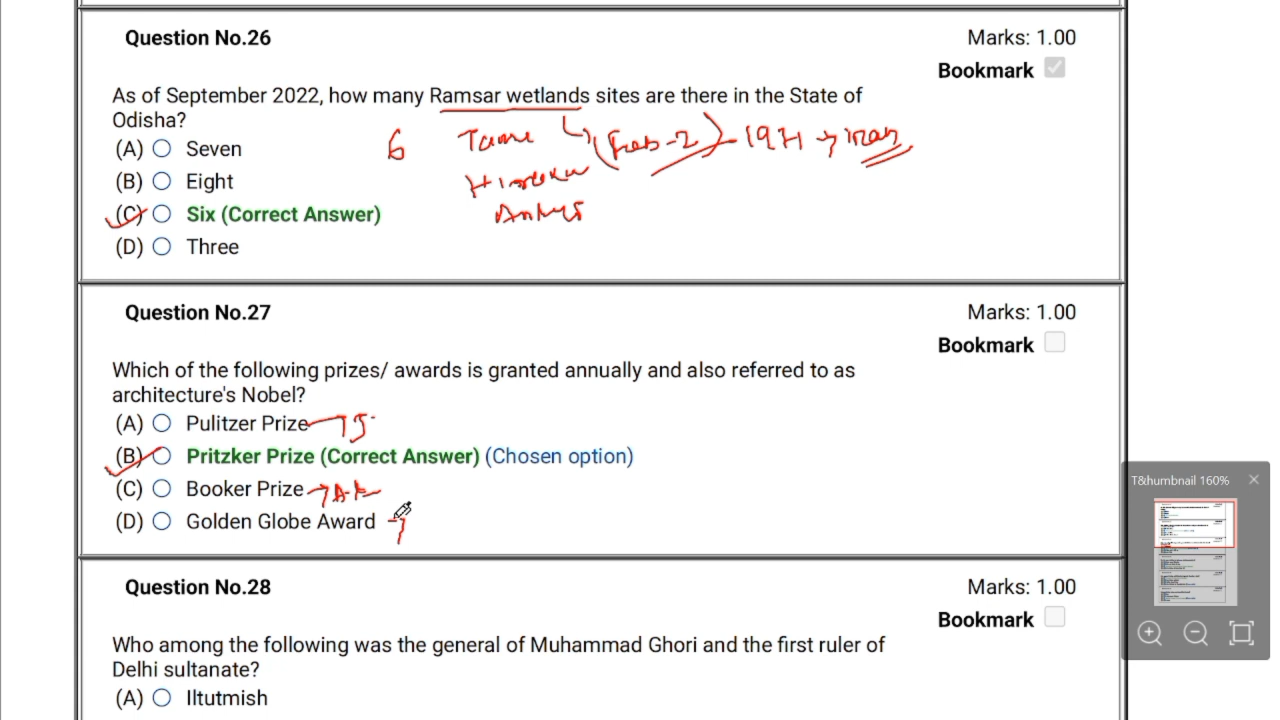 Question No.26
Marks: 1.00
Bookmark
As of September 2022, how many Ramsar wetlands sites are there in the State of
Odisha?
(A) Seven
6
(Feb-2) 1971 → Iran
(B) Eight
(C) Six (Correct Answer)
(D) Three
Question No.27
Marks: 1.00
Bookmark
Which of the following prizes/ awards is granted annually and also referred to as
architecture's Nobel?
(A) Pulitzer Prize
(B) Pritzker Prize (Correct Answer) (Chosen option)
(C) Booker Prize
(D) Golden Globe Award
T&humbnail 160%
Question No.28
Marks: 1.00
Bookmark
Who among the following was the general of Muhammad Ghori and the first ruler of
Delhi sultanate?
(A) Iltutmish